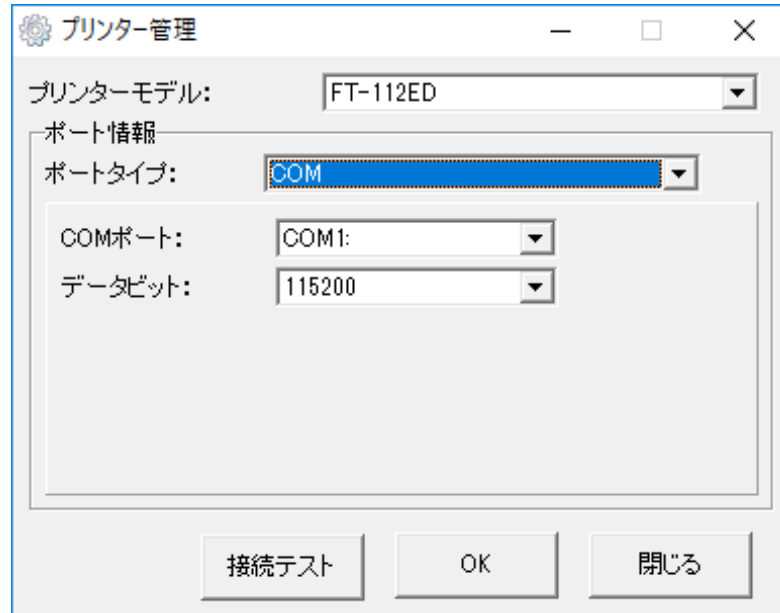 プリンター管理
プリンターモデル: FT-112ED
ポート情報
ポートタイプ: COM
COMポート: COM1:
データビット: 115200
接続テスト OK 閉じる